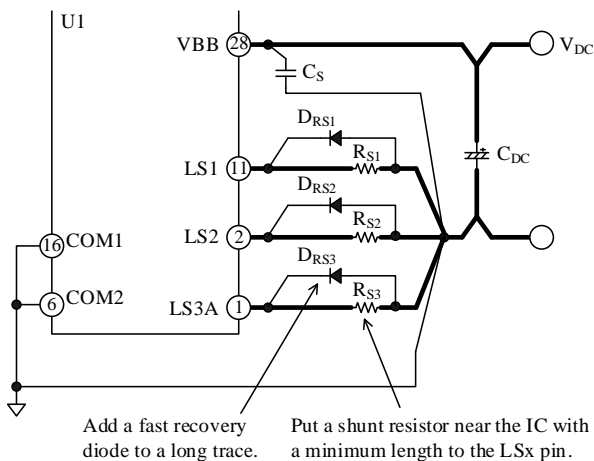 U1
VBB 28
V_DC
C_S
D_RS1
C_DC
R_S1
LS1 11
D_RS2
R_S2
LS2 2
16 COM1
D_RS3
6 COM2
R_S3
LS3A 1
Add a fast recovery
diode to a long trace.
Put a shunt resistor near the IC with
a minimum length to the LSx pin.